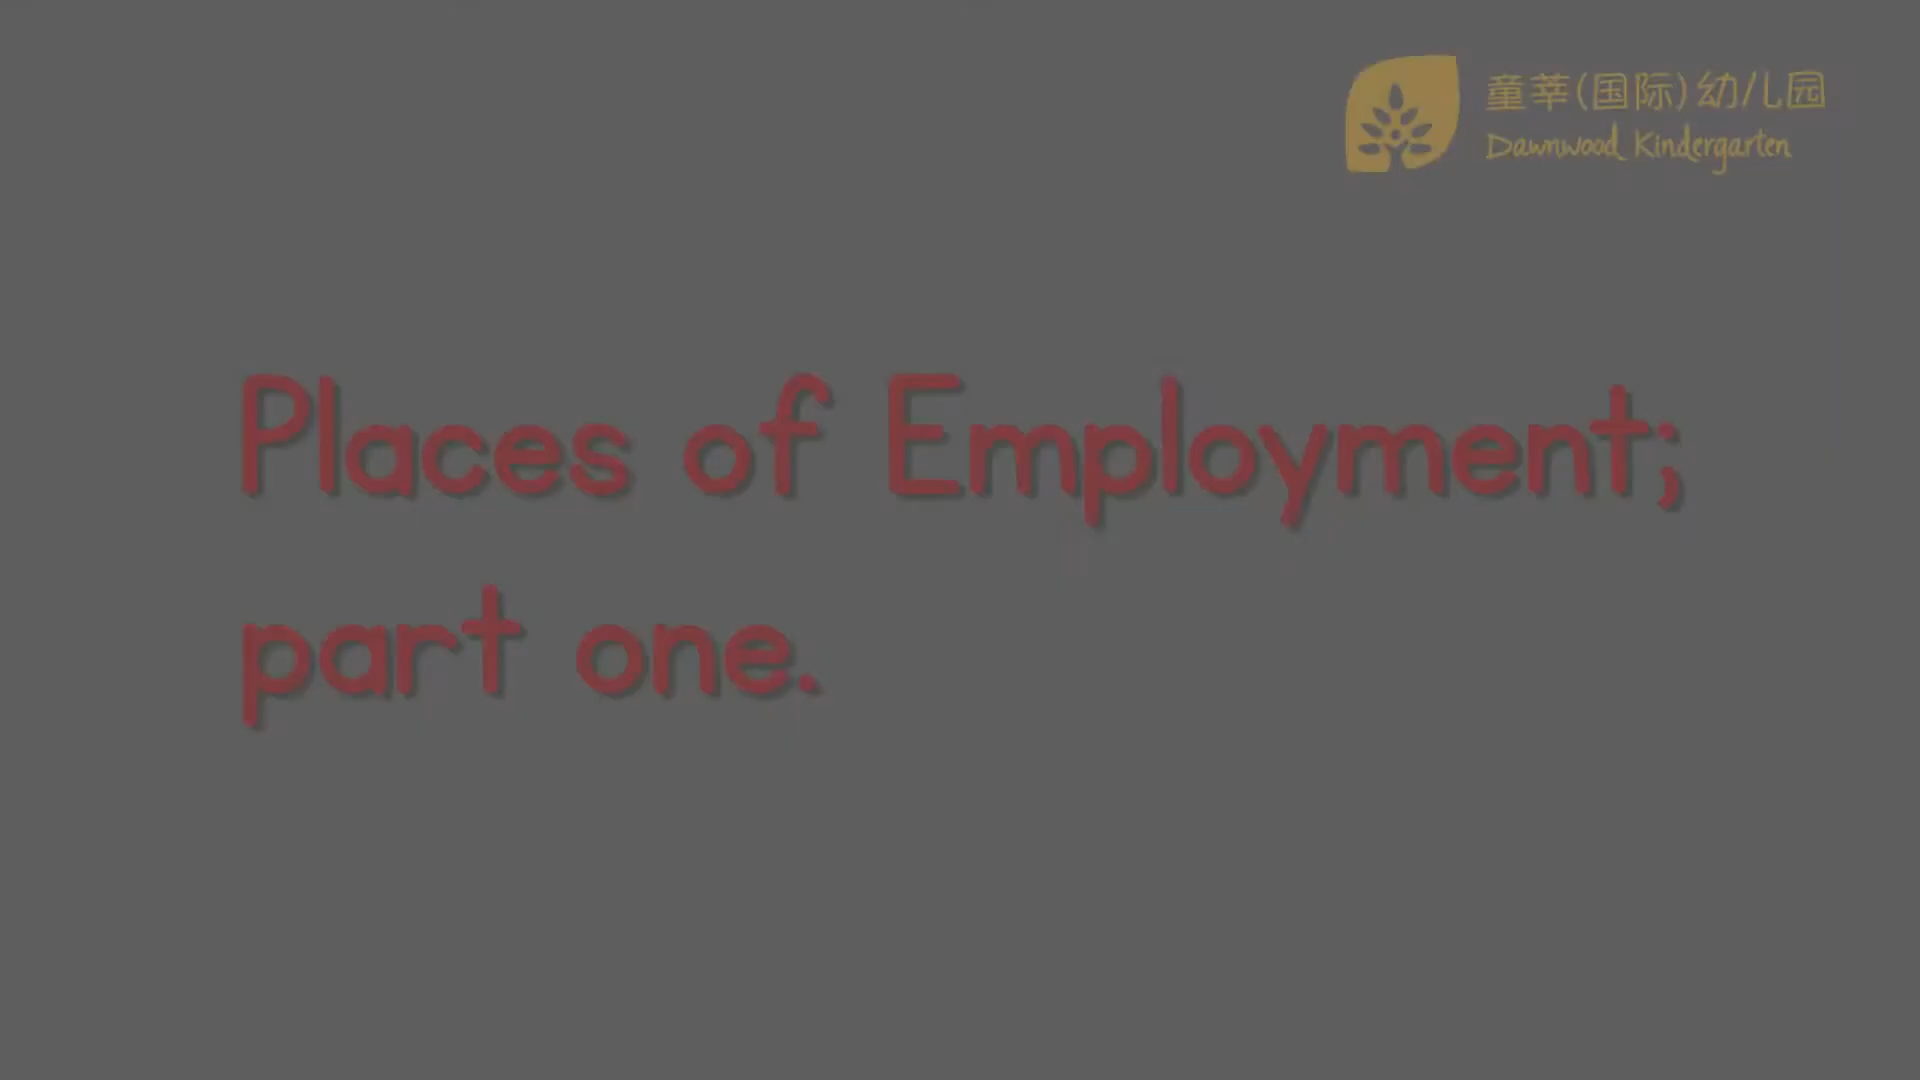 童莘(国际)幼儿园
Dawnwood Kindergarten
Places of Employment;
part one.